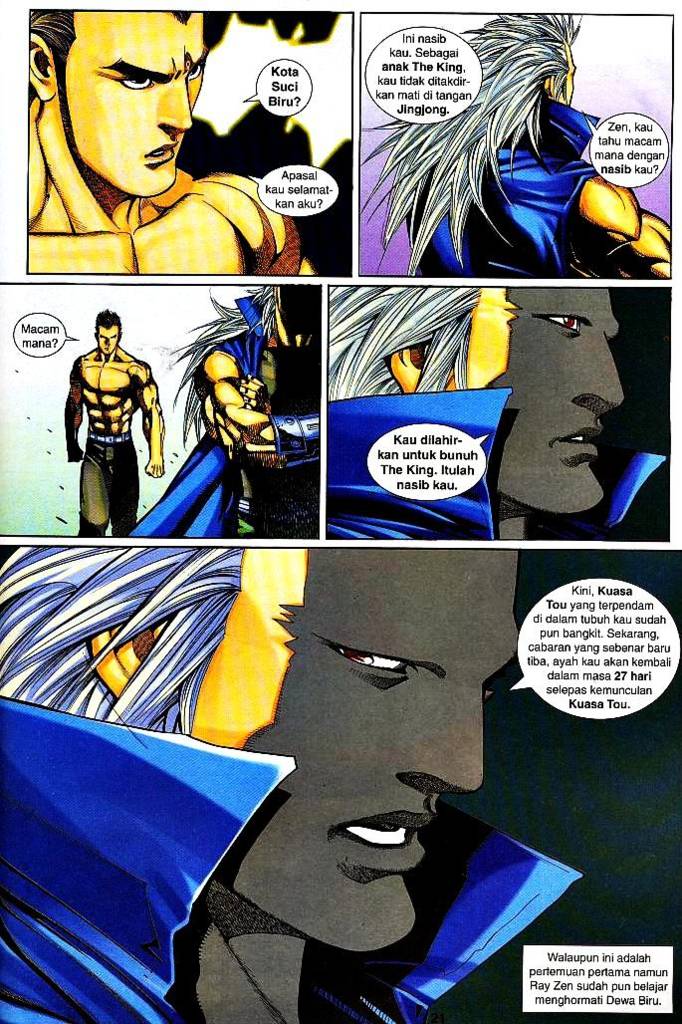 Kota
Suci
Biru?
Apasal
kau selamat-
kan aku?
Ini nasib
kau. Sebagai
anak The King,
kau tidak ditakdir-
kan mati di tangan
Jingjong.
Zen, kau
tahu macam
mana dengan
nasib kau?
Macam
mana?
Kau dilahir-
kan untuk bunuh
The King. Itulah
nasib kau.
Kini, Kuasa
Tou yang terpendam
di dalam tubuh kau sudah
pun bangkit. Sekarang,
cabaran yang sebenar baru
tiba, ayah kau akan kembali
dalam masa 27 hari
selepas kemunculan
Kuasa Tou.
Walaupun ini adalah
pertemuan pertama namun
Ray Zen sudah pun belajar
menghormati Dewa Biru.
21